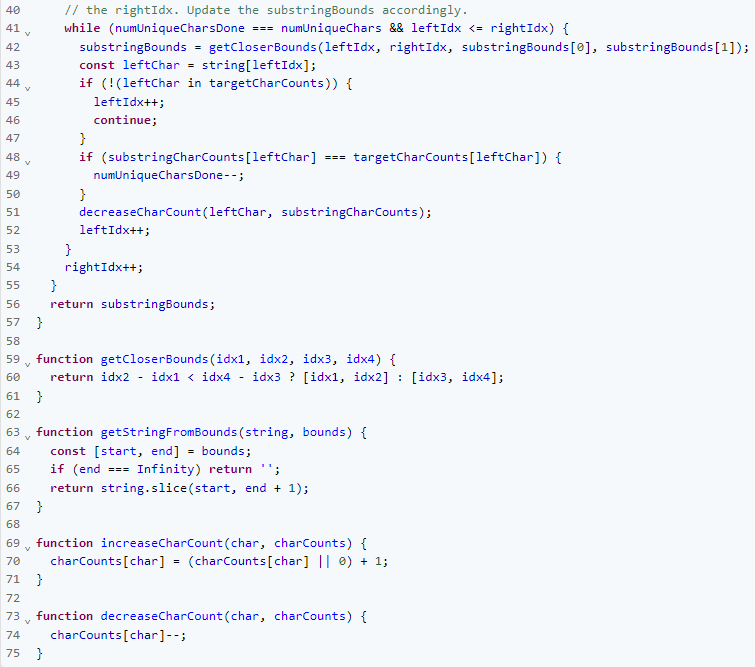 40 // the rightIdx. Update the substringBounds accordingly.
41 while (numUniqueCharsDone === numUniqueChars && leftIdx <= rightIdx) {
42 substringBounds = getCloserBounds(leftIdx, rightIdx, substringBounds[0], substringBounds[1]);
43 const leftChar = string[leftIdx];
44 if (!(leftChar in targetCharCounts)) {
45 leftIdx++;
46 continue;
47 }
48 if (substringCharCounts[leftChar] === targetCharCounts[leftChar]) {
49 numUniqueCharsDone--;
50 }
51 decreaseCharCount(leftChar, substringCharCounts);
52 leftIdx++;
53 }
54 rightIdx++;
55 }
56 return substringBounds;
57 }
58
59 function getCloserBounds(idx1, idx2, idx3, idx4) {
60 return idx2 - idx1 < idx4 - idx3 ? [idx1, idx2] : [idx3, idx4];
61 }
62
63 function getStringFromBounds(string, bounds) {
64 const [start, end] = bounds;
65 if (end === Infinity) return '';
66 return string.slice(start, end + 1);
67 }
68
69 function increaseCharCount(char, charCounts) {
70 charCounts[char] = (charCounts[char] || 0) + 1;
71 }
72
73 function decreaseCharCount(char, charCounts) {
74 charCounts[char]--;
75 }